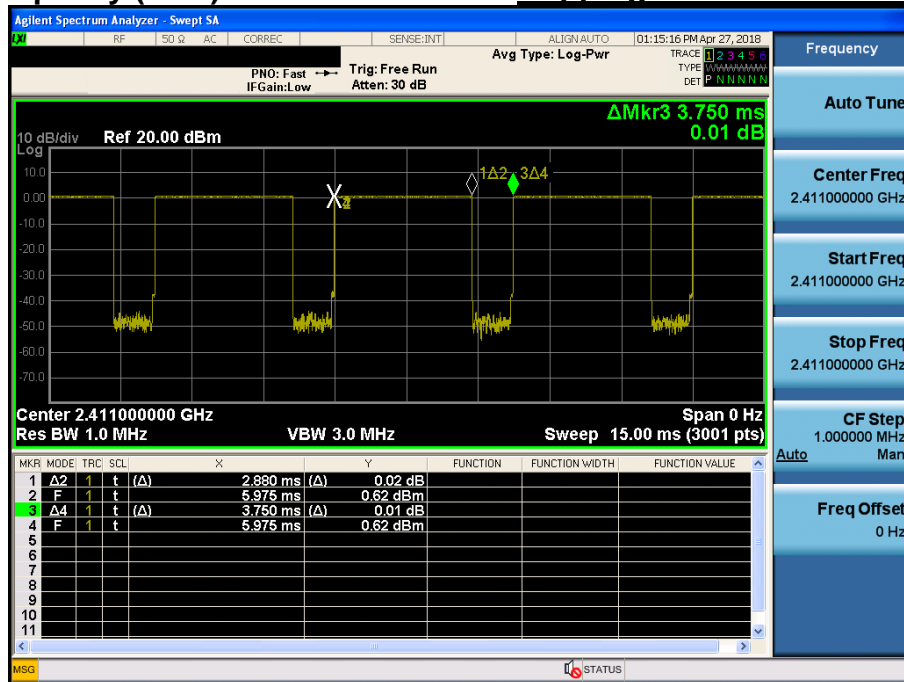 Agilent Spectrum Analyzer - Swept SA
LXI RF 50 Ω AC CORREC SENSE:INT ALIGN AUTO 01:15:16 PM Apr 27, 2018
Avg Type: Log-Pwr
TRACE 1 2 3 4 5 6
TYPE WWWWWW
DET P N N N N N
PNO: Fast
IFGain:Low
Trig: Free Run
Atten: 30 dB
ΔMkr3 3.750 ms
0.01 dB
10 dB/div Ref 20.00 dBm
Log
10.0
0.00
-10.0
-20.0
-30.0
-40.0
-50.0
-60.0
-70.0
X
1Δ2
3Δ4
Center 2.411000000 GHz
Span 0 Hz
Res BW 1.0 MHz VBW 3.0 MHz Sweep 15.00 ms (3001 pts)
MKR MODE TRC SCL X Y FUNCTION FUNCTION WIDTH FUNCTION VALUE
1 Δ2 1 t (Δ) 2.880 ms (Δ) 0.02 dB
2 F 1 t 5.975 ms 0.62 dBm
3 Δ4 1 t (Δ) 3.750 ms (Δ) 0.01 dB
4 F 1 t 5.975 ms 0.62 dBm
5
6
7
8
9
10
11
MSG STATUS
Frequency
Auto Tune
Center Freq
2.411000000 GHz
Start Freq
2.411000000 GHz
Stop Freq
2.411000000 GHz
CF Step
1.000000 MHz
Auto Man
Freq Offset
0 Hz